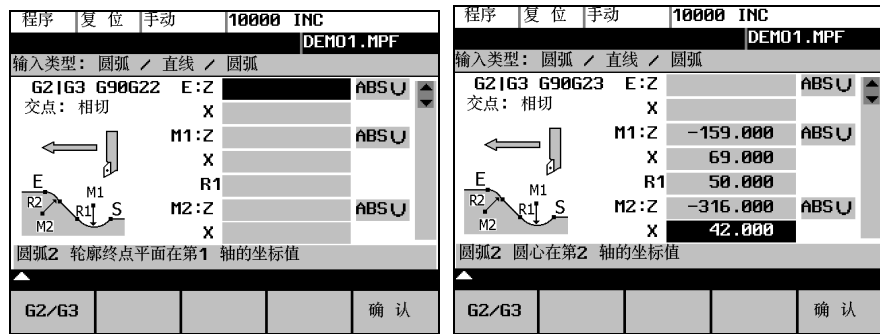 程序 复 位 手动 10000 INC
DEMO1.MPF
输入类型: 圆弧 / 直线 / 圆弧
G2|G3 G90G22 E:Z ABS
交点: 相切 X
M1:Z ABS
X
R1
M2:Z ABS
X
E
R2
M1
R1
S
M2
圆弧2 轮廓终点平面在第1 轴的坐标值
G2/G3 确 认
程序 复 位 手动 10000 INC
DEMO1.MPF
输入类型: 圆弧 / 直线 / 圆弧
G2|G3 G90G23 E:Z ABS
交点: 相切 X
M1:Z -159.000 ABS
X 69.000
R1 50.000
M2:Z -316.000 ABS
X 42.000
E
R2
M1
R1
S
M2
圆弧2 圆心在第2 轴的坐标值
G2/G3 确 认